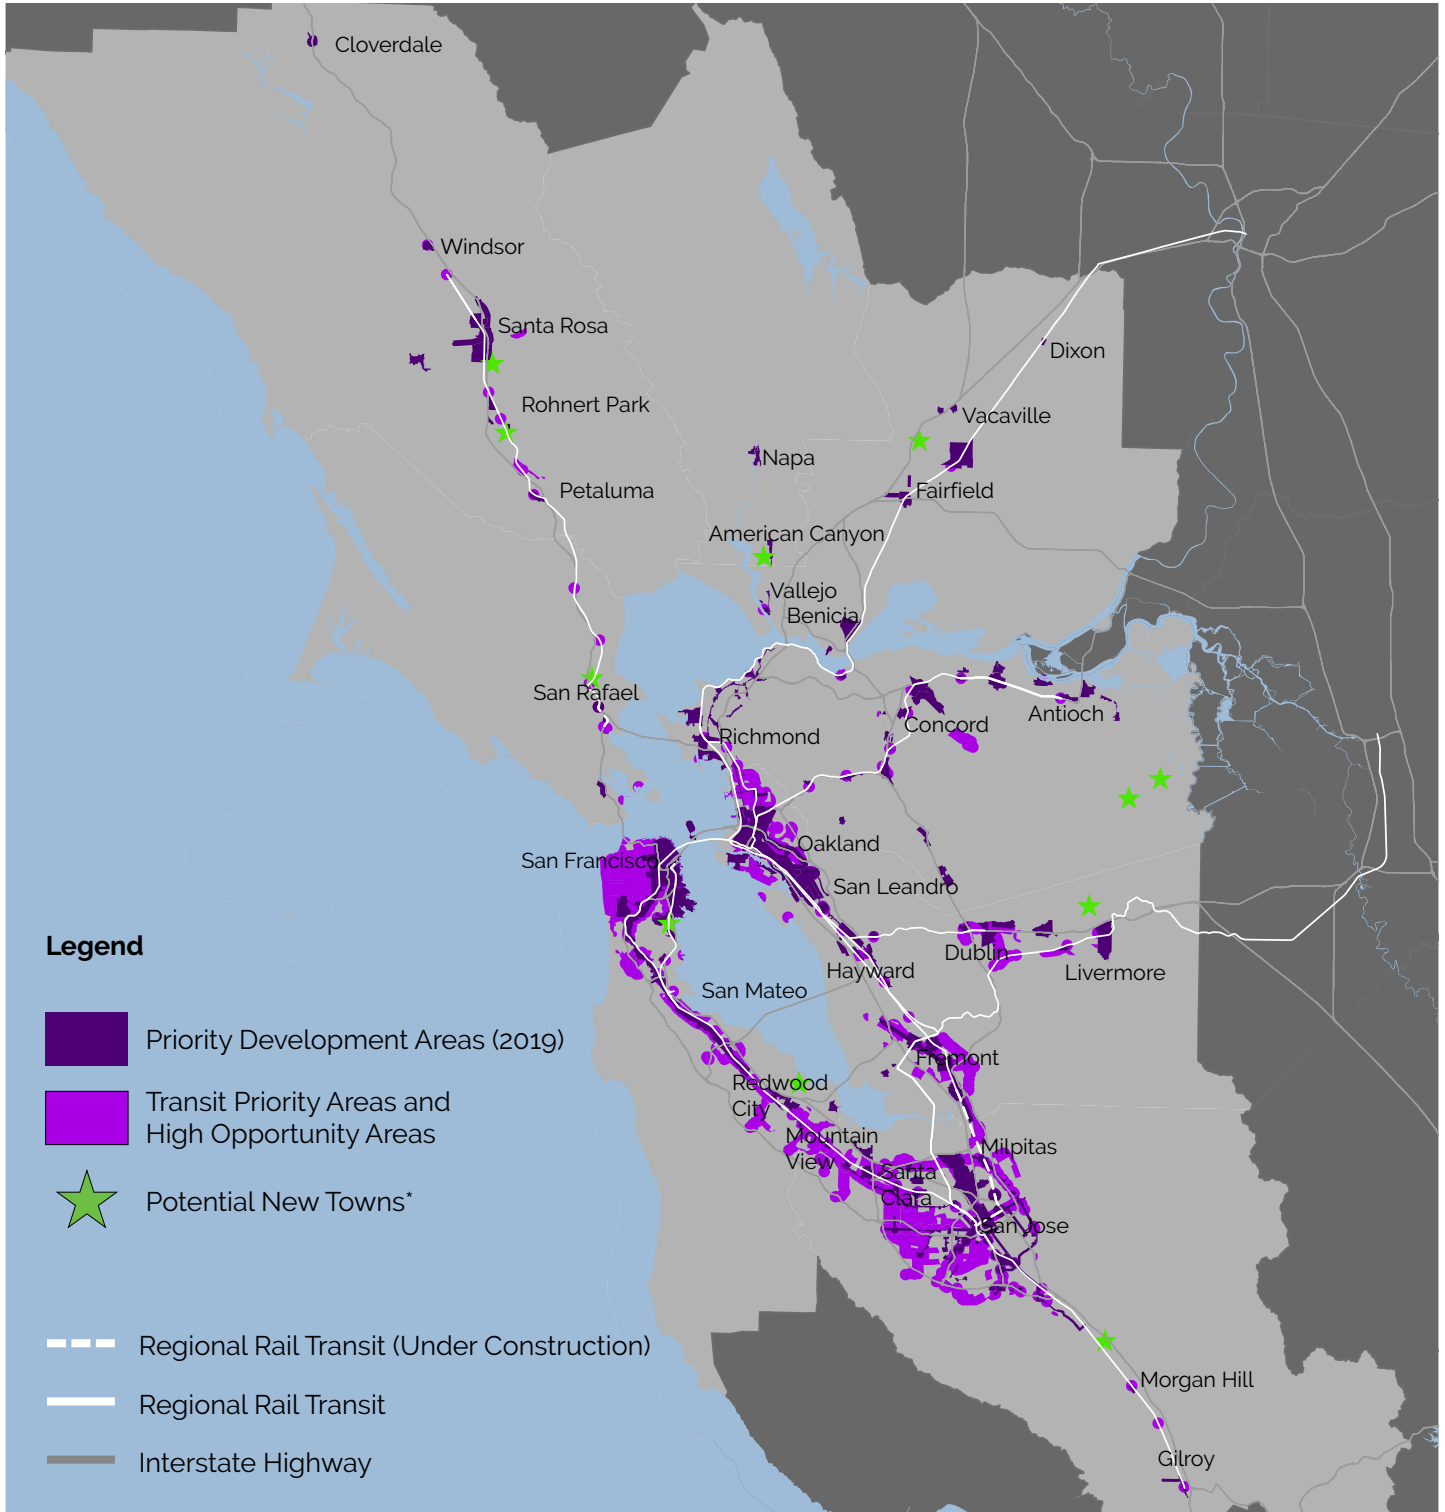 Cloverdale
Windsor
Santa Rosa
Dixon
Rohnert Park
Vacaville
Napa
Petaluma
Fairfield
American Canyon
Vallejo
Benicia
San Rafael
Antioch
Concord
Richmond
Oakland
San Francisco
San Leandro
Legend
Dublin
Hayward
Livermore
San Mateo
Priority Development Areas (2019)
Fremont
Redwood
City
Transit Priority Areas and
High Opportunity Areas
Mountain
View
Milpitas
Santa
Clara
Potential New Towns*
San Jose
Regional Rail Transit (Under Construction)
Morgan Hill
Regional Rail Transit
Gilroy
Interstate Highway